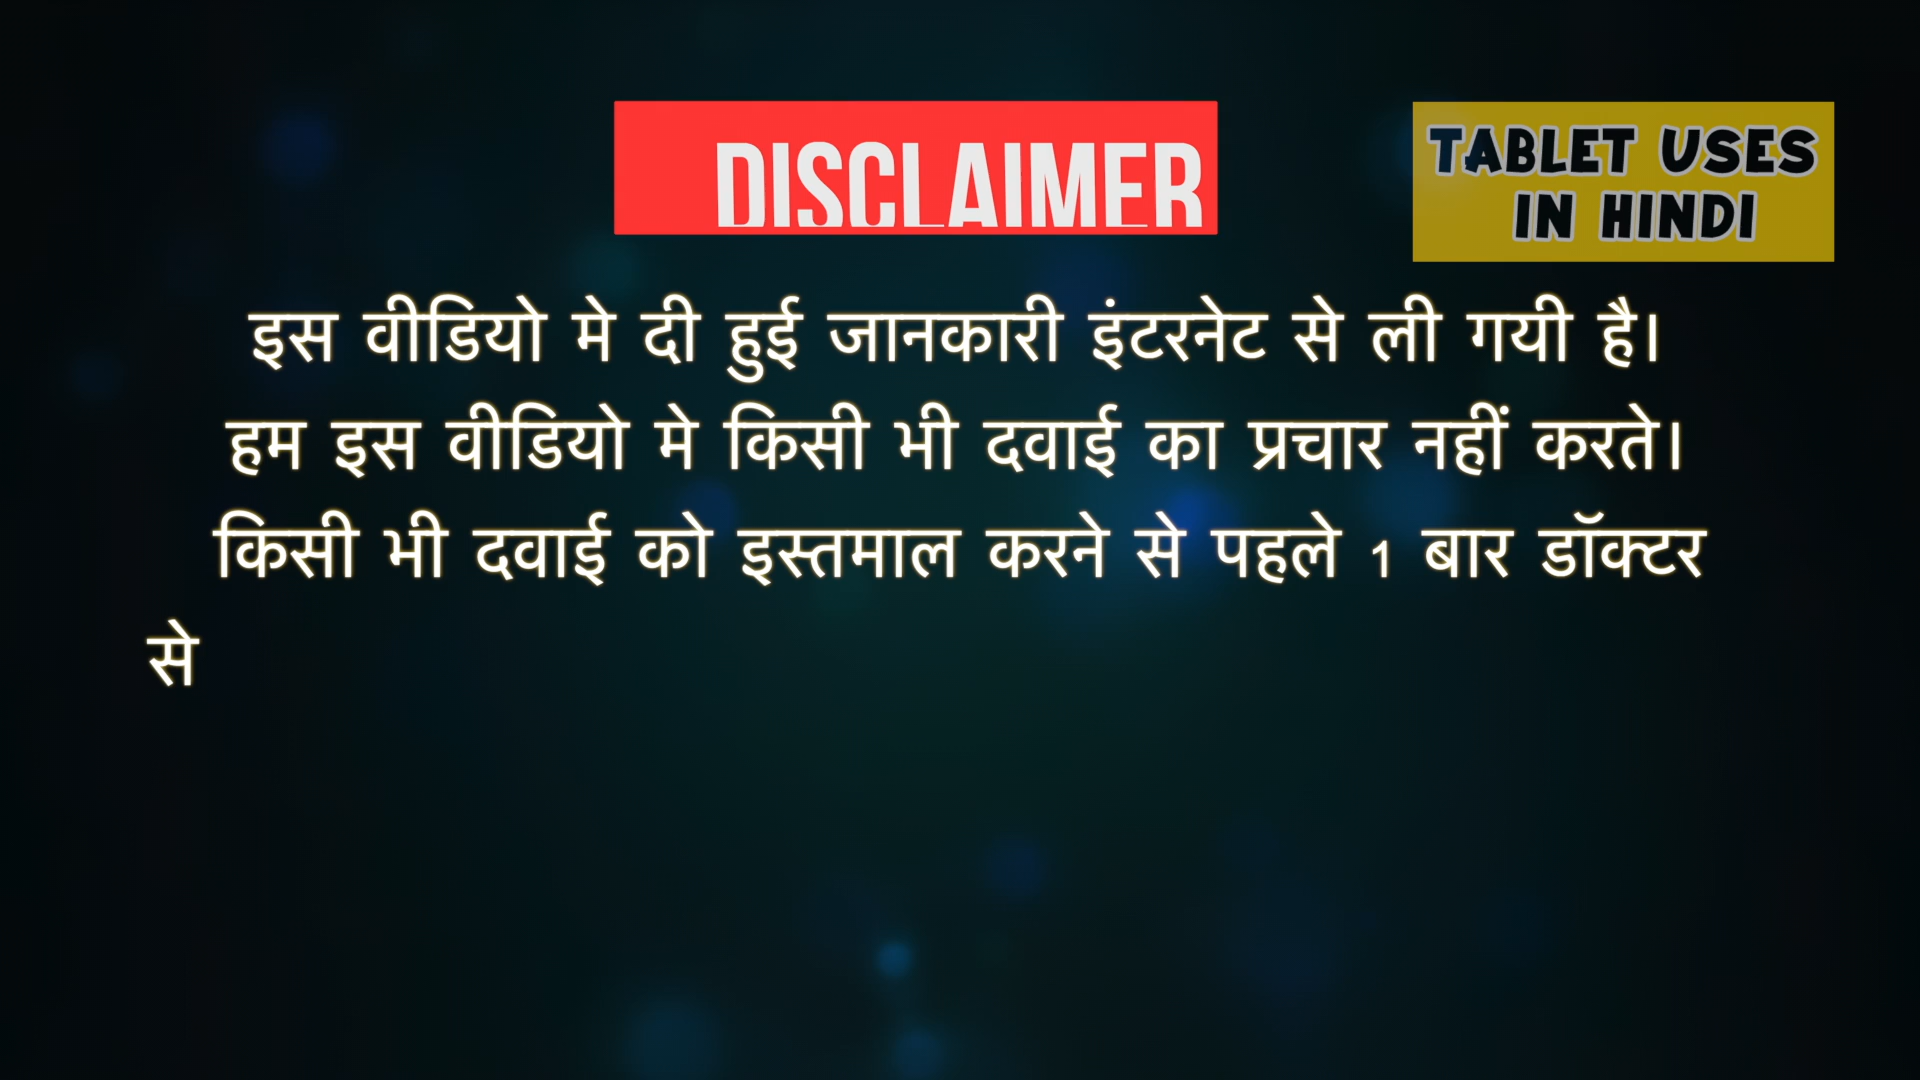 DISCLAIMER
TABLET USES
IN HINDI
इस वीडियो मे दी हुई जानकारी इंटरनेट से ली गयी है।
हम इस वीडियो मे किसी भी दवाई का प्रचार नहीं करते।
किसी भी दवाई को इस्तमाल करने से पहले 1 बार डॉक्टर
से